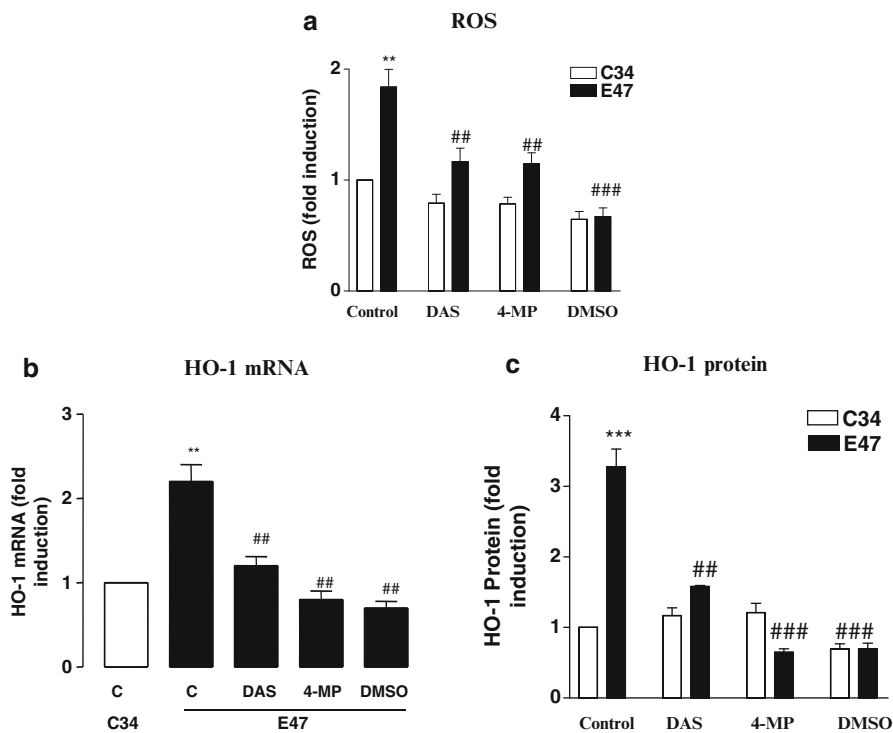 a
ROS
C34
E47
ROS (fold induction)
2
1
0
**
##
##
###
Control DAS 4-MP DMSO
b
HO-1 mRNA
HO-1 mRNA (fold
induction)
3
2
1
0
**
##
##
##
C C DAS 4-MP DMSO
C34 E47
c
HO-1 protein
C34
E47
HO-1 Protein (fold
induction)
4
3
2
1
0
***
##
###
###
Control DAS 4-MP DMSO